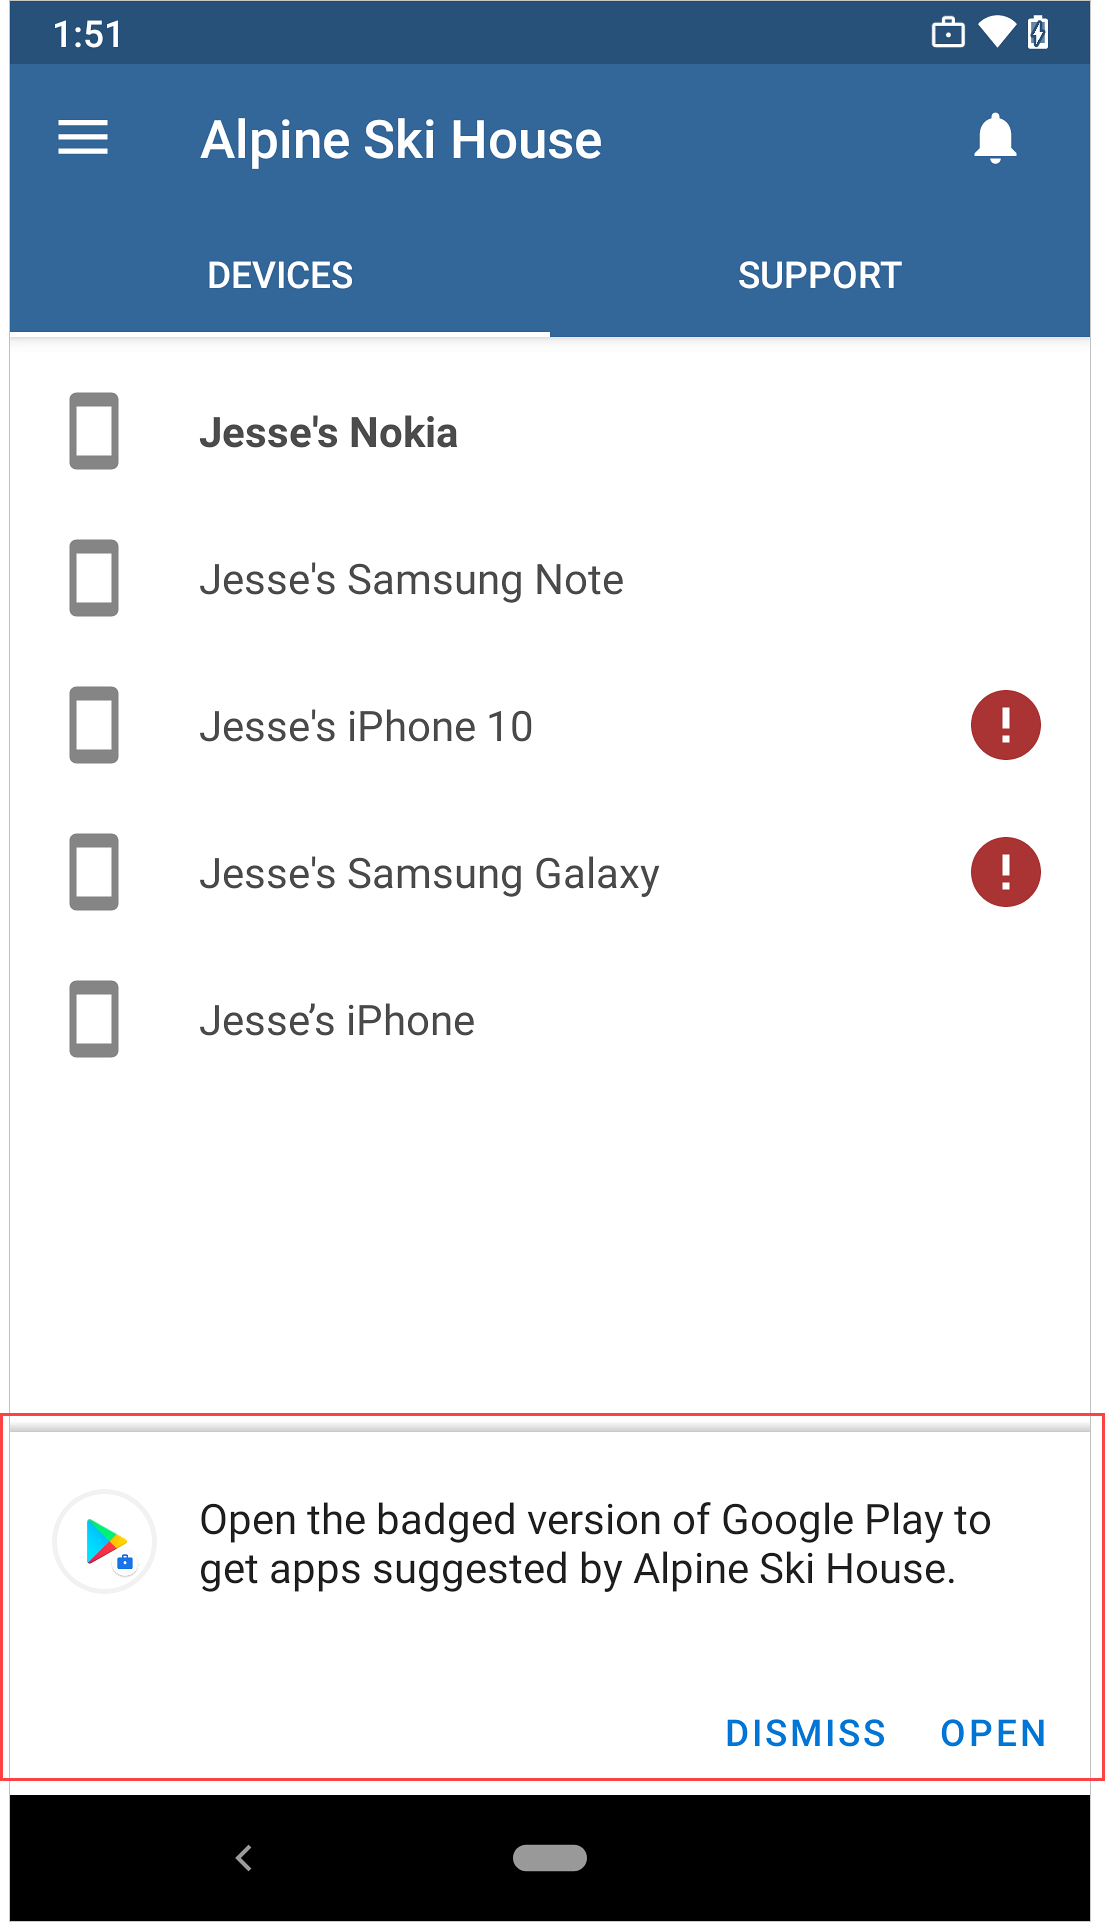 1:51
Alpine Ski House
DEVICES
SUPPORT
Jesse's Nokia
Jesse's Samsung Note
Jesse's iPhone 10
Jesse's Samsung Galaxy
Jesse’s iPhone
Open the badged version of Google Play to
get apps suggested by Alpine Ski House.
DISMISS
OPEN